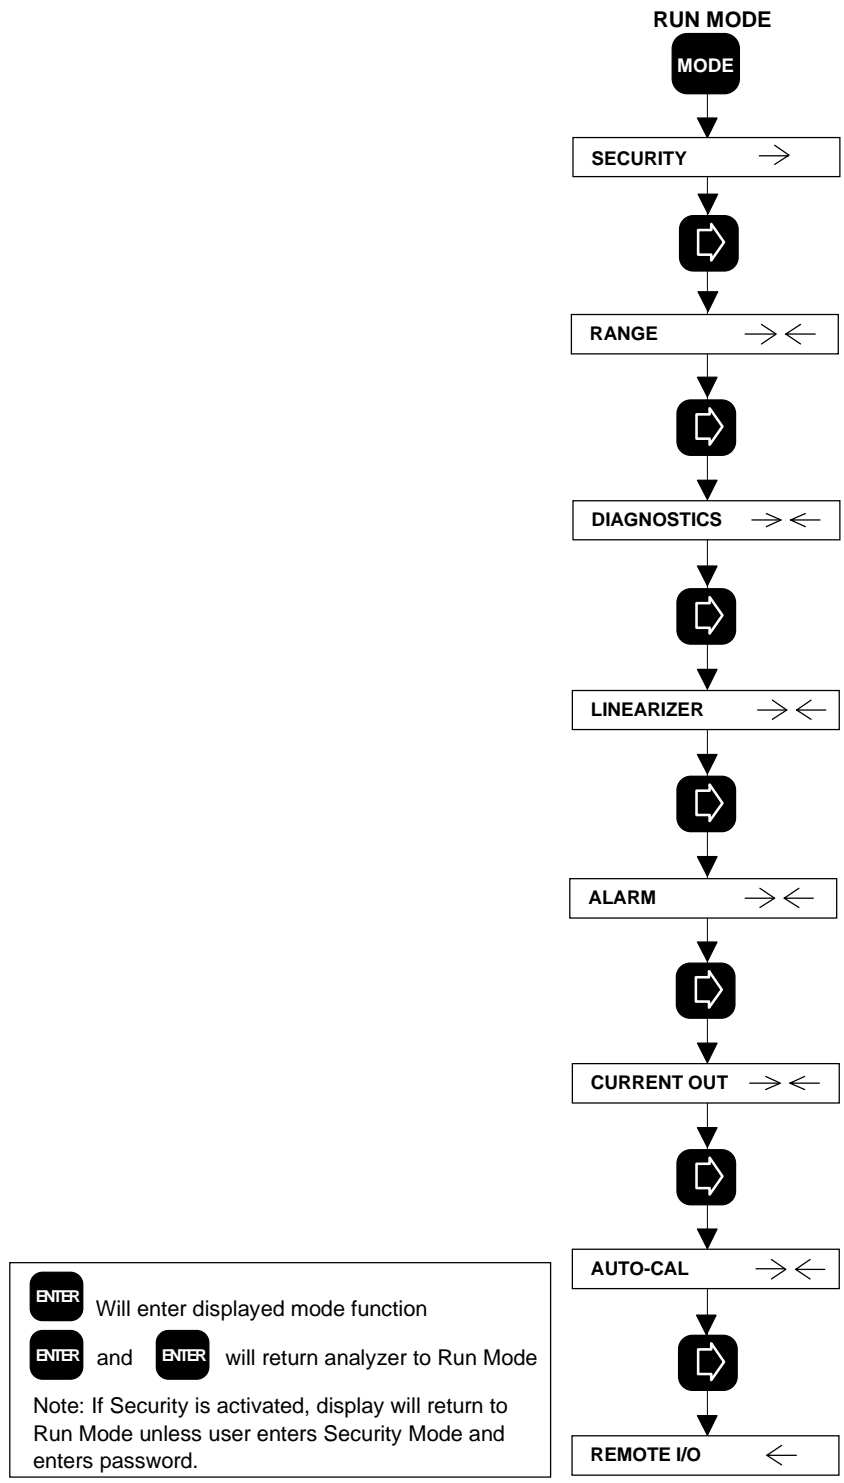 RUN MODE
MODE
SECURITY →
RANGE → ←
DIAGNOSTICS → ←
LINEARIZER → ←
ALARM → ←
CURRENT OUT → ←
AUTO-CAL → ←
REMOTE I/O ←
ENTER Will enter displayed mode function
ENTER and ENTER will return analyzer to Run Mode
Note: If Security is activated, display will return to
Run Mode unless user enters Security Mode and
enters password.